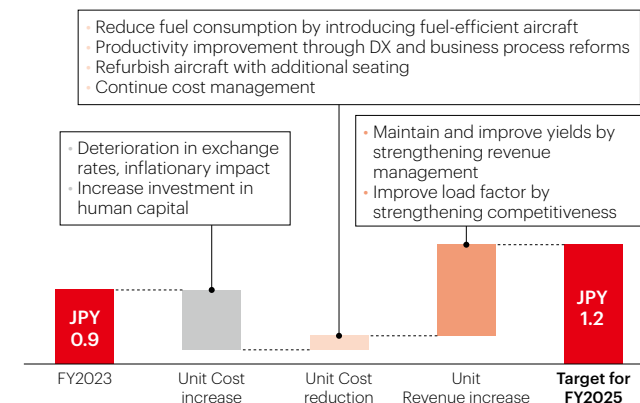 • Reduce fuel consumption by introducing fuel-efficient aircraft
• Productivity improvement through DX and business process reforms
• Refurbish aircraft with additional seating
• Continue cost management
• Deterioration in exchange
rates, inflationary impact
• Increase investment in
human capital
• Maintain and improve yields by
strengthening revenue
management
• Improve load factor by
strengthening competitiveness
JPY
0.9
JPY
1.2
FY2023
Unit Cost
increase
Unit Cost
reduction
Unit
Revenue increase
Target for
FY2025